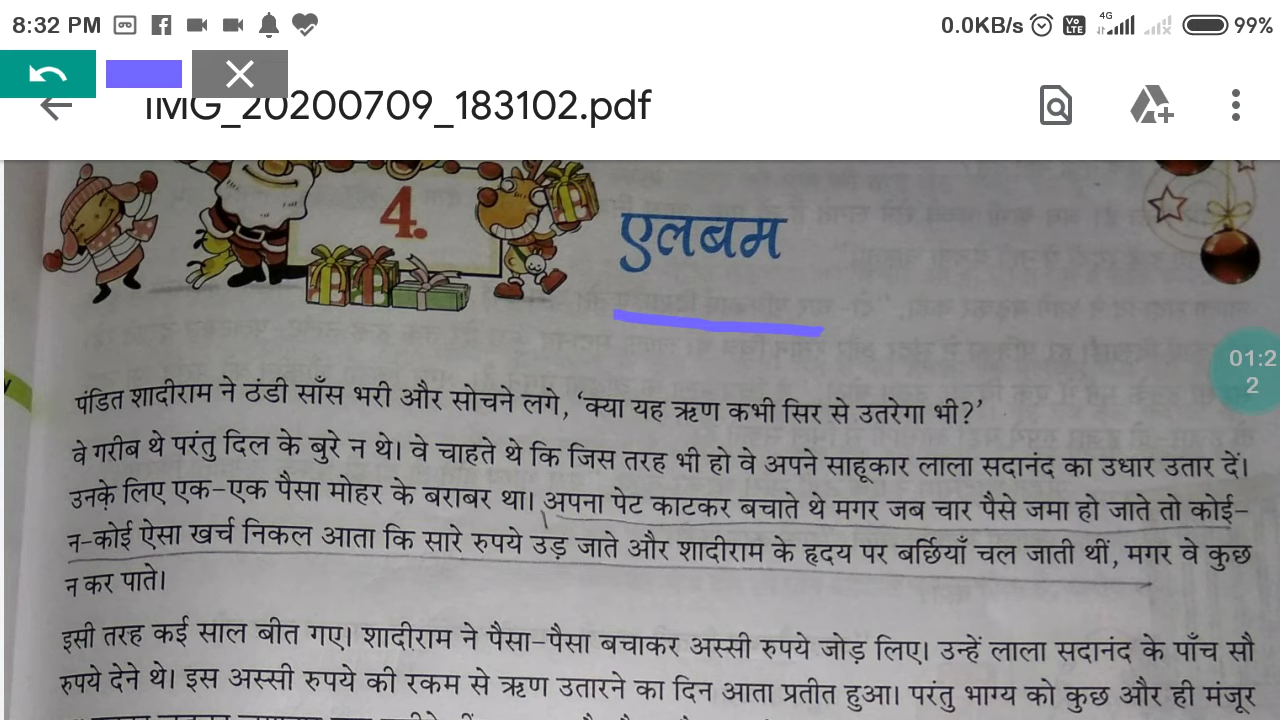 8:32 PM
0.0KB/s 4G Vo LTE 99%
IMG_20200709_183102.pdf
4.
एलबम
01:2
2
पंडित शादीराम ने ठंडी साँस भरी और सोचने लगे, ‘क्या यह ऋण कभी सिर से उतरेगा भी?’
वे गरीब थे परंतु दिल के बुरे न थे। वे चाहते थे कि जिस तरह भी हो वे अपने साहूकार लाला सदानंद का उधार उतार दें।
उनके लिए एक-एक पैसा मोहर के बराबर था। अपना पेट काटकर बचाते थे मगर जब चार पैसे जमा हो जाते तो कोई-
न-कोई ऐसा खर्च निकल आता कि सारे रुपये उड़ जाते और शादीराम के हृदय पर बर्छियाँ चल जाती थीं, मगर वे कुछ
न कर पाते।
इसी तरह कई साल बीत गए। शादीराम ने पैसा-पैसा बचाकर अस्सी रुपये जोड़ लिए। उन्हें लाला सदानंद के पाँच सौ
रुपये देने थे। इस अस्सी रुपये की रकम से ऋण उतारने का दिन आता प्रतीत हुआ। परंतु भाग्य को कुछ और ही मंजूर